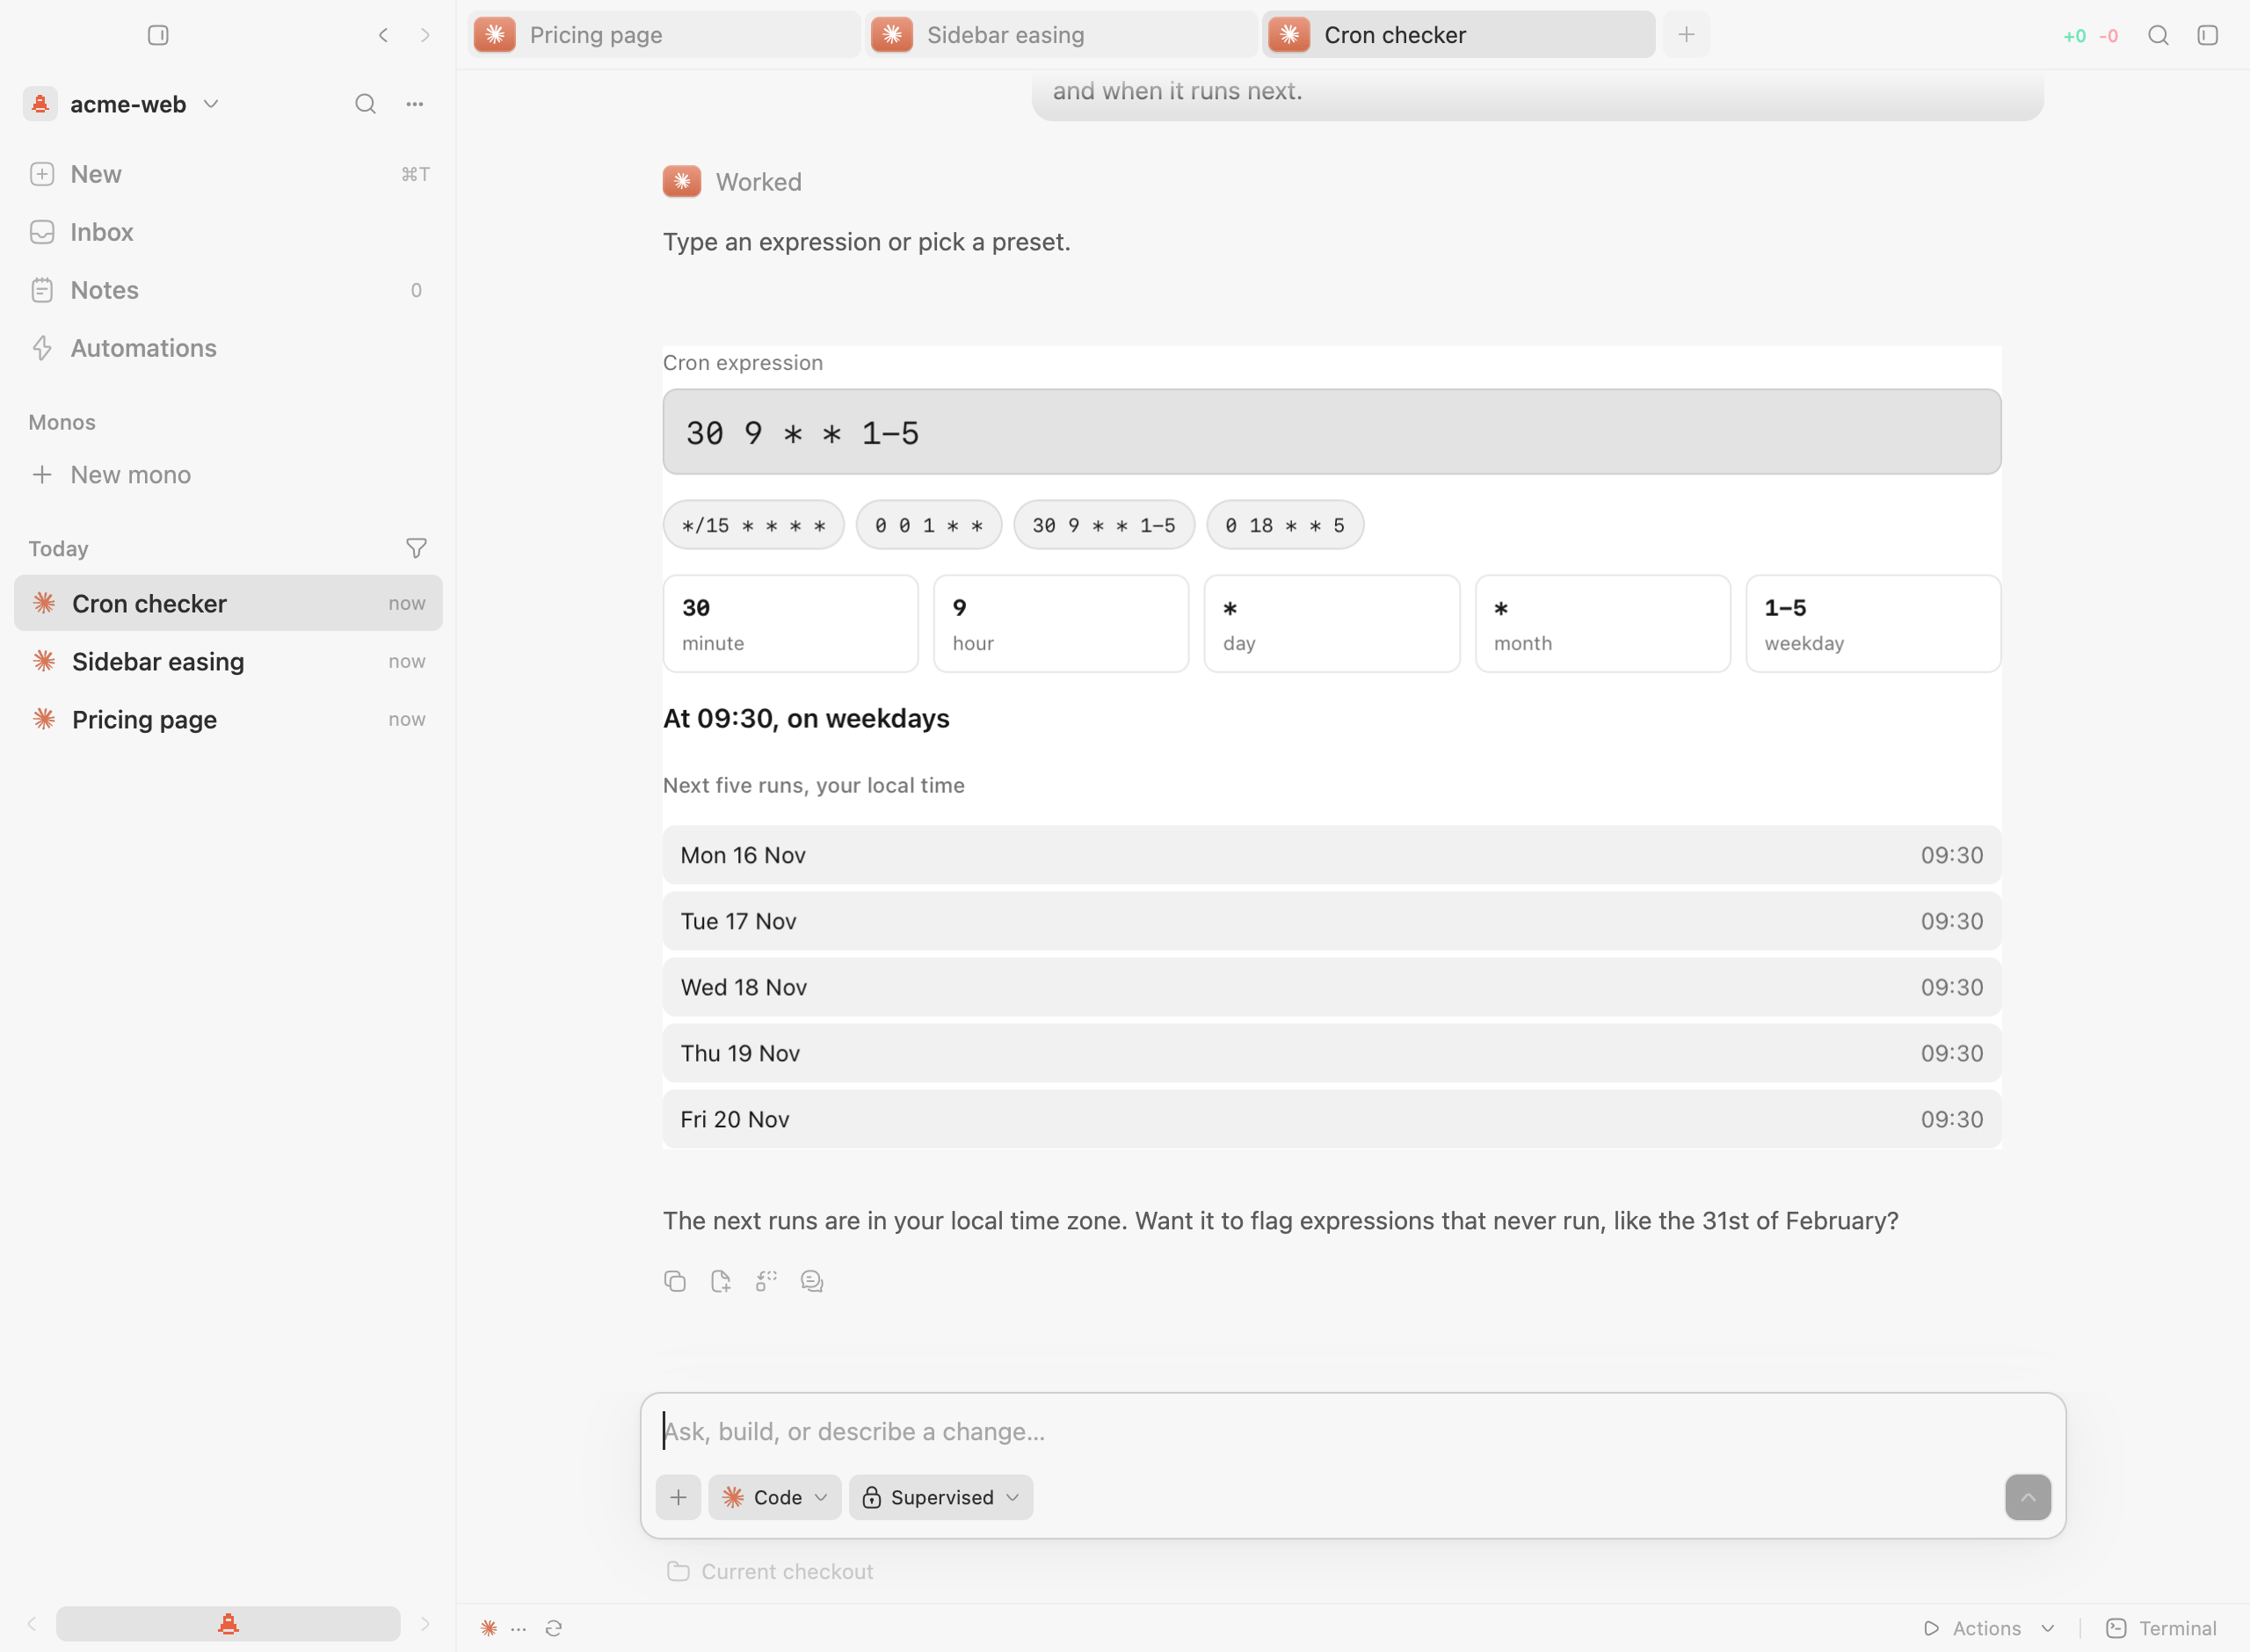 Pricing page
Sidebar easing
Cron checker
+0 -0
acme-web
New ⌘T
Inbox
Notes 0
Automations
Monos
New mono
Today
Cron checker now
Sidebar easing now
Pricing page now
and when it runs next.
Worked
Type an expression or pick a preset.
Cron expression
30 9 * * 1-5
*/15 * * * *
0 0 1 * *
30 9 * * 1-5
0 18 * * 5
30
minute
9
hour
*
day
*
month
1-5
weekday
At 09:30, on weekdays
Next five runs, your local time
Mon 16 Nov 09:30
Tue 17 Nov 09:30
Wed 18 Nov 09:30
Thu 19 Nov 09:30
Fri 20 Nov 09:30
The next runs are in your local time zone. Want it to flag expressions that never run, like the 31st of February?
Ask, build, or describe a change...
Code
Supervised
Current checkout
Actions
Terminal